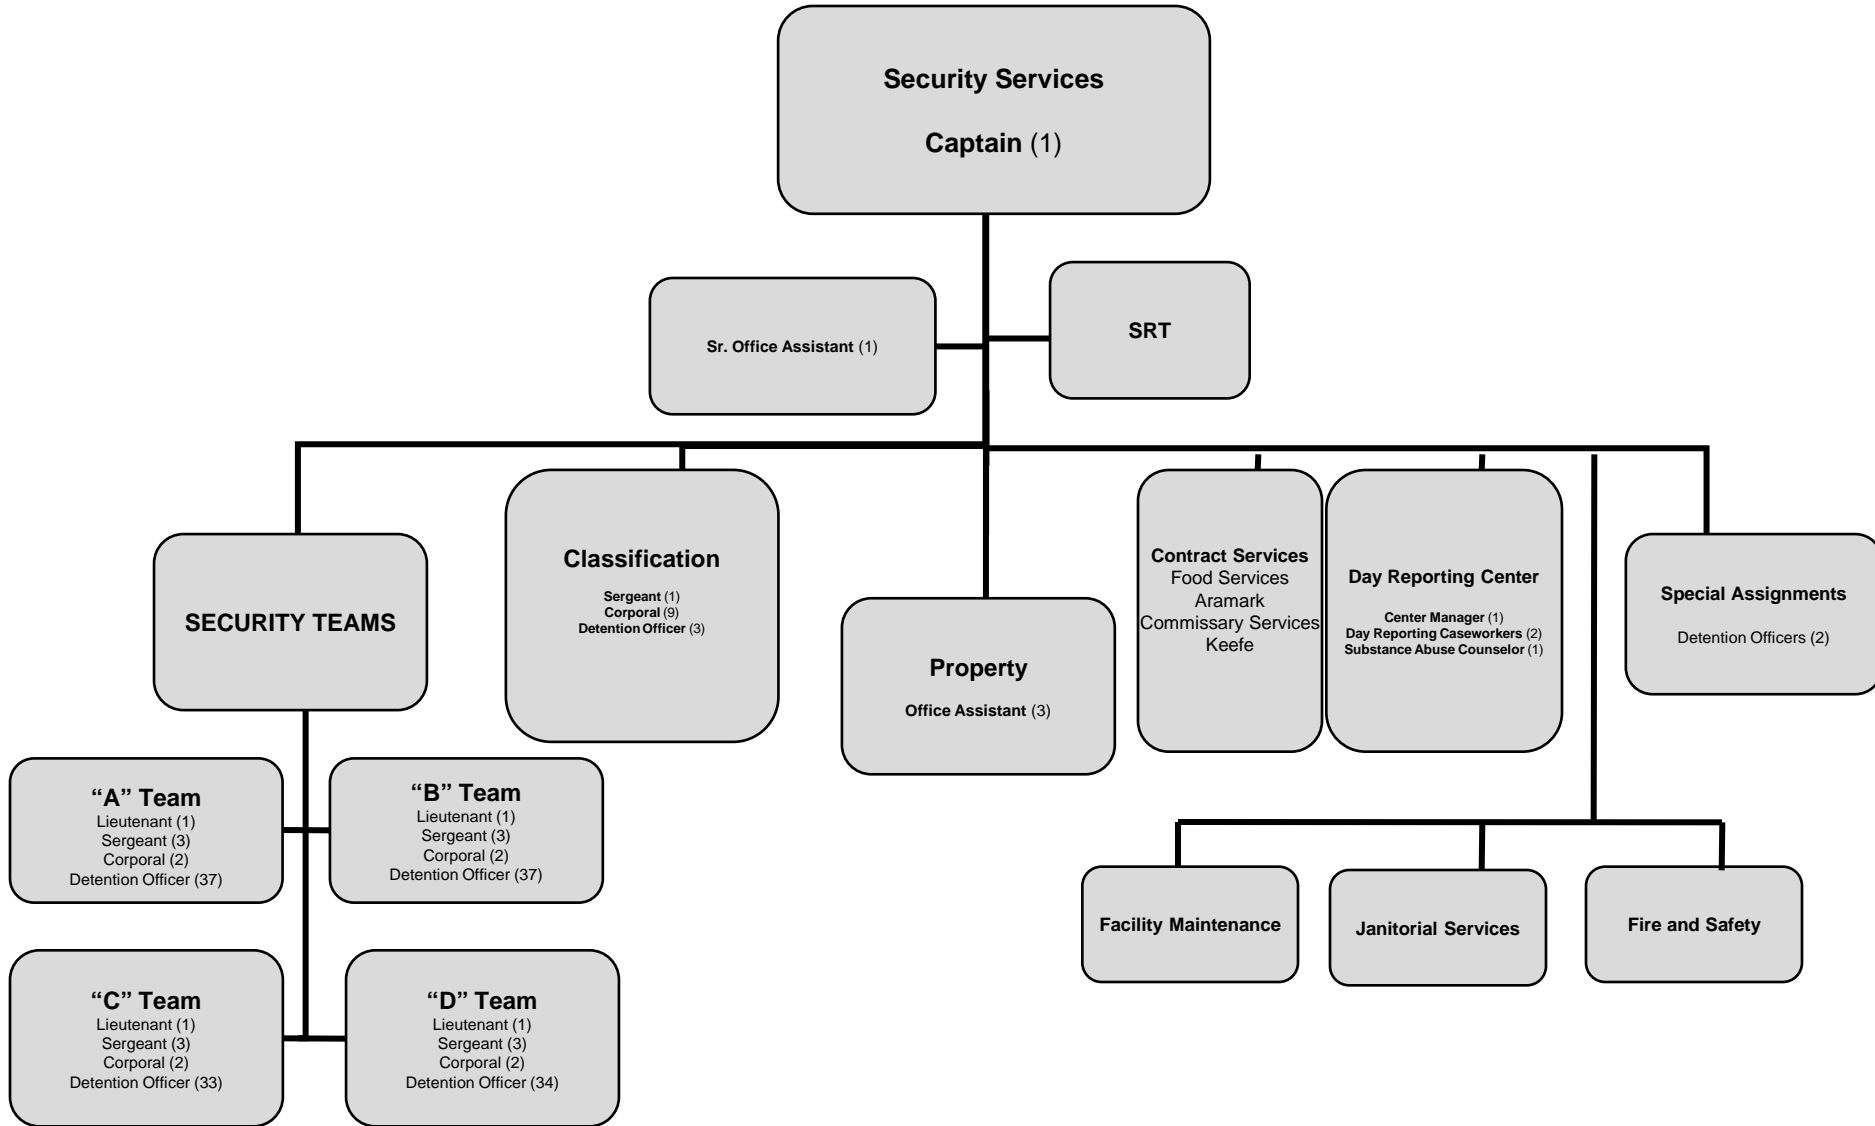 Security Services
Captain (1)
Sr. Office Assistant (1)
SRT
SECURITY TEAMS
Classification
Sergeant (1)
Corporal (9)
Detention Officer (3)
Property
Office Assistant (3)
Contract Services
Food Services
Aramark
Commissary Services
Keefe
Day Reporting Center
Center Manager (1)
Day Reporting Caseworkers (2)
Substance Abuse Counselor (1)
Special Assignments
Detention Officers (2)
“A” Team
Lieutenant (1)
Sergeant (3)
Corporal (2)
Detention Officer (37)
“B” Team
Lieutenant (1)
Sergeant (3)
Corporal (2)
Detention Officer (37)
“C” Team
Lieutenant (1)
Sergeant (3)
Corporal (2)
Detention Officer (33)
“D” Team
Lieutenant (1)
Sergeant (3)
Corporal (2)
Detention Officer (34)
Facility Maintenance
Janitorial Services
Fire and Safety